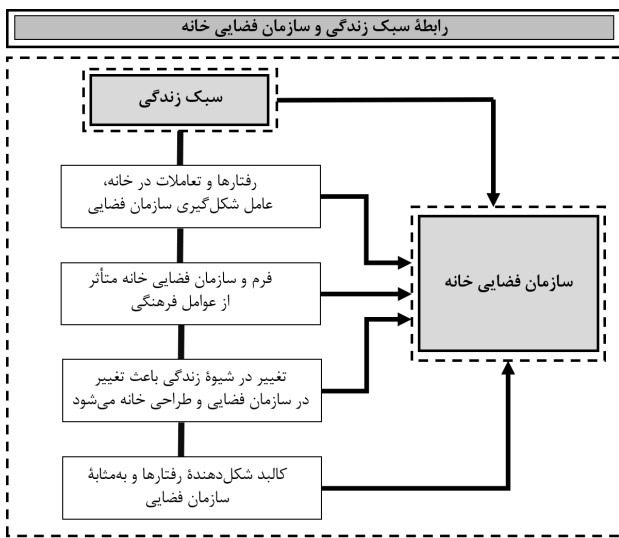 رابطهٔ سبک زندگی و سازمان فضایی خانه
سبک زندگی
رفتارها و تعاملات در خانه،
عامل شکل‌گیری سازمان فضایی
فرم و سازمان فضایی خانه متأثر
از عوامل فرهنگی
تغییر در شیوهٔ زندگی باعث تغییر
در سازمان فضایی و طراحی خانه می‌شود
کالبد شکل‌دهندهٔ رفتارها و به‌مثابهٔ
سازمان فضایی
سازمان فضایی خانه